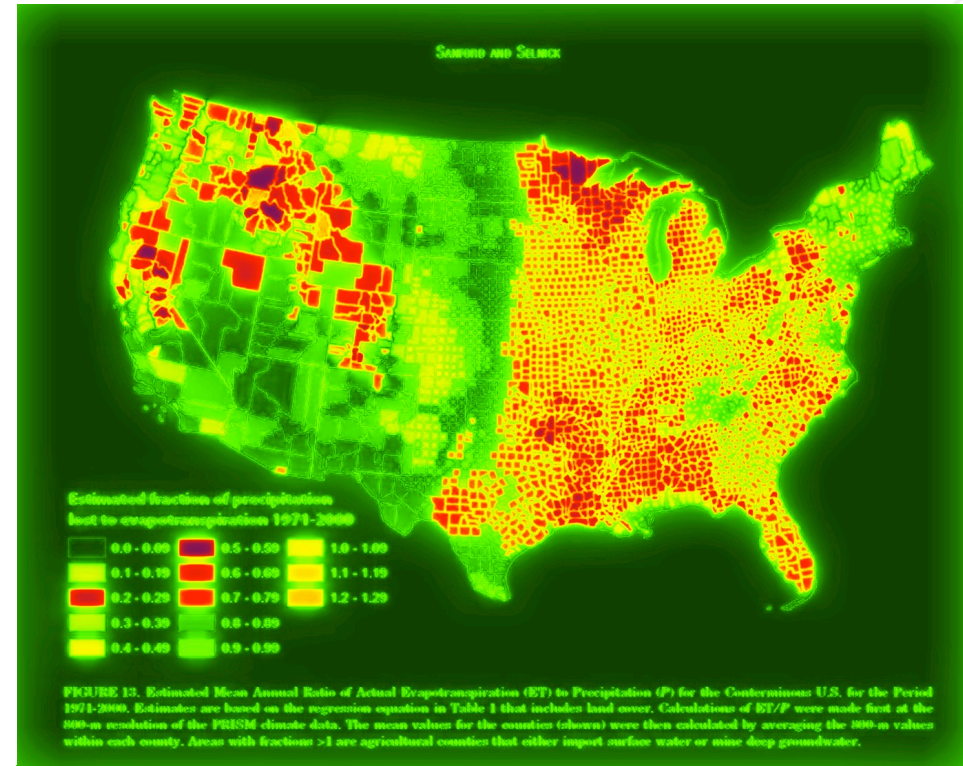 SANFORD AND SELNICK
Estimated fraction of precipitation
lost to evapotranspiration 1971-2000
0.0 - 0.09 0.5 - 0.59 1.0 - 1.09
0.1 - 0.19 0.6 - 0.69 1.1 - 1.19
0.2 - 0.29 0.7 - 0.79 1.2 - 1.29
0.3 - 0.39 0.8 - 0.89
0.4 - 0.49 0.9 - 0.99
FIGURE 13. Estimated Mean Annual Ratio of Actual Evapotranspiration (ET) to Precipitation (P) for the Conterminous U.S. for the Period
1971-2000. Estimates are based on the regression equation in Table 1 that includes land cover. Calculations of ET/P were made first at the
800-m resolution of the PRISM climate data. The mean values for the counties (shown) were then calculated by averaging the 800-m values
within each county. Areas with fractions >1 are agricultural counties that either import surface water or mine deep groundwater.